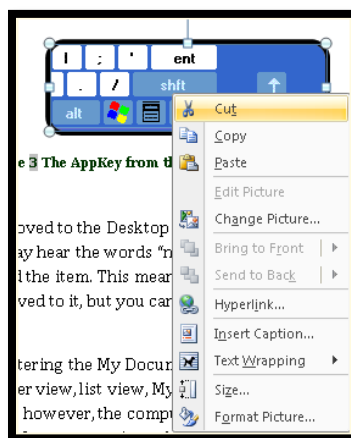 l ; ' ent
. / shft
alt
e 3 The AppKey from th
Cut
Copy
Paste
Edit Picture
Change Picture...
Bring to Front
Send to Back
Hyperlink...
Insert Caption...
Text Wrapping
Size...
Format Picture...
oved to the Desktop
ay hear the words "n
d the item. This mear
ved to it, but you car
tering the My Docur
er view, list view, My
however, the compu